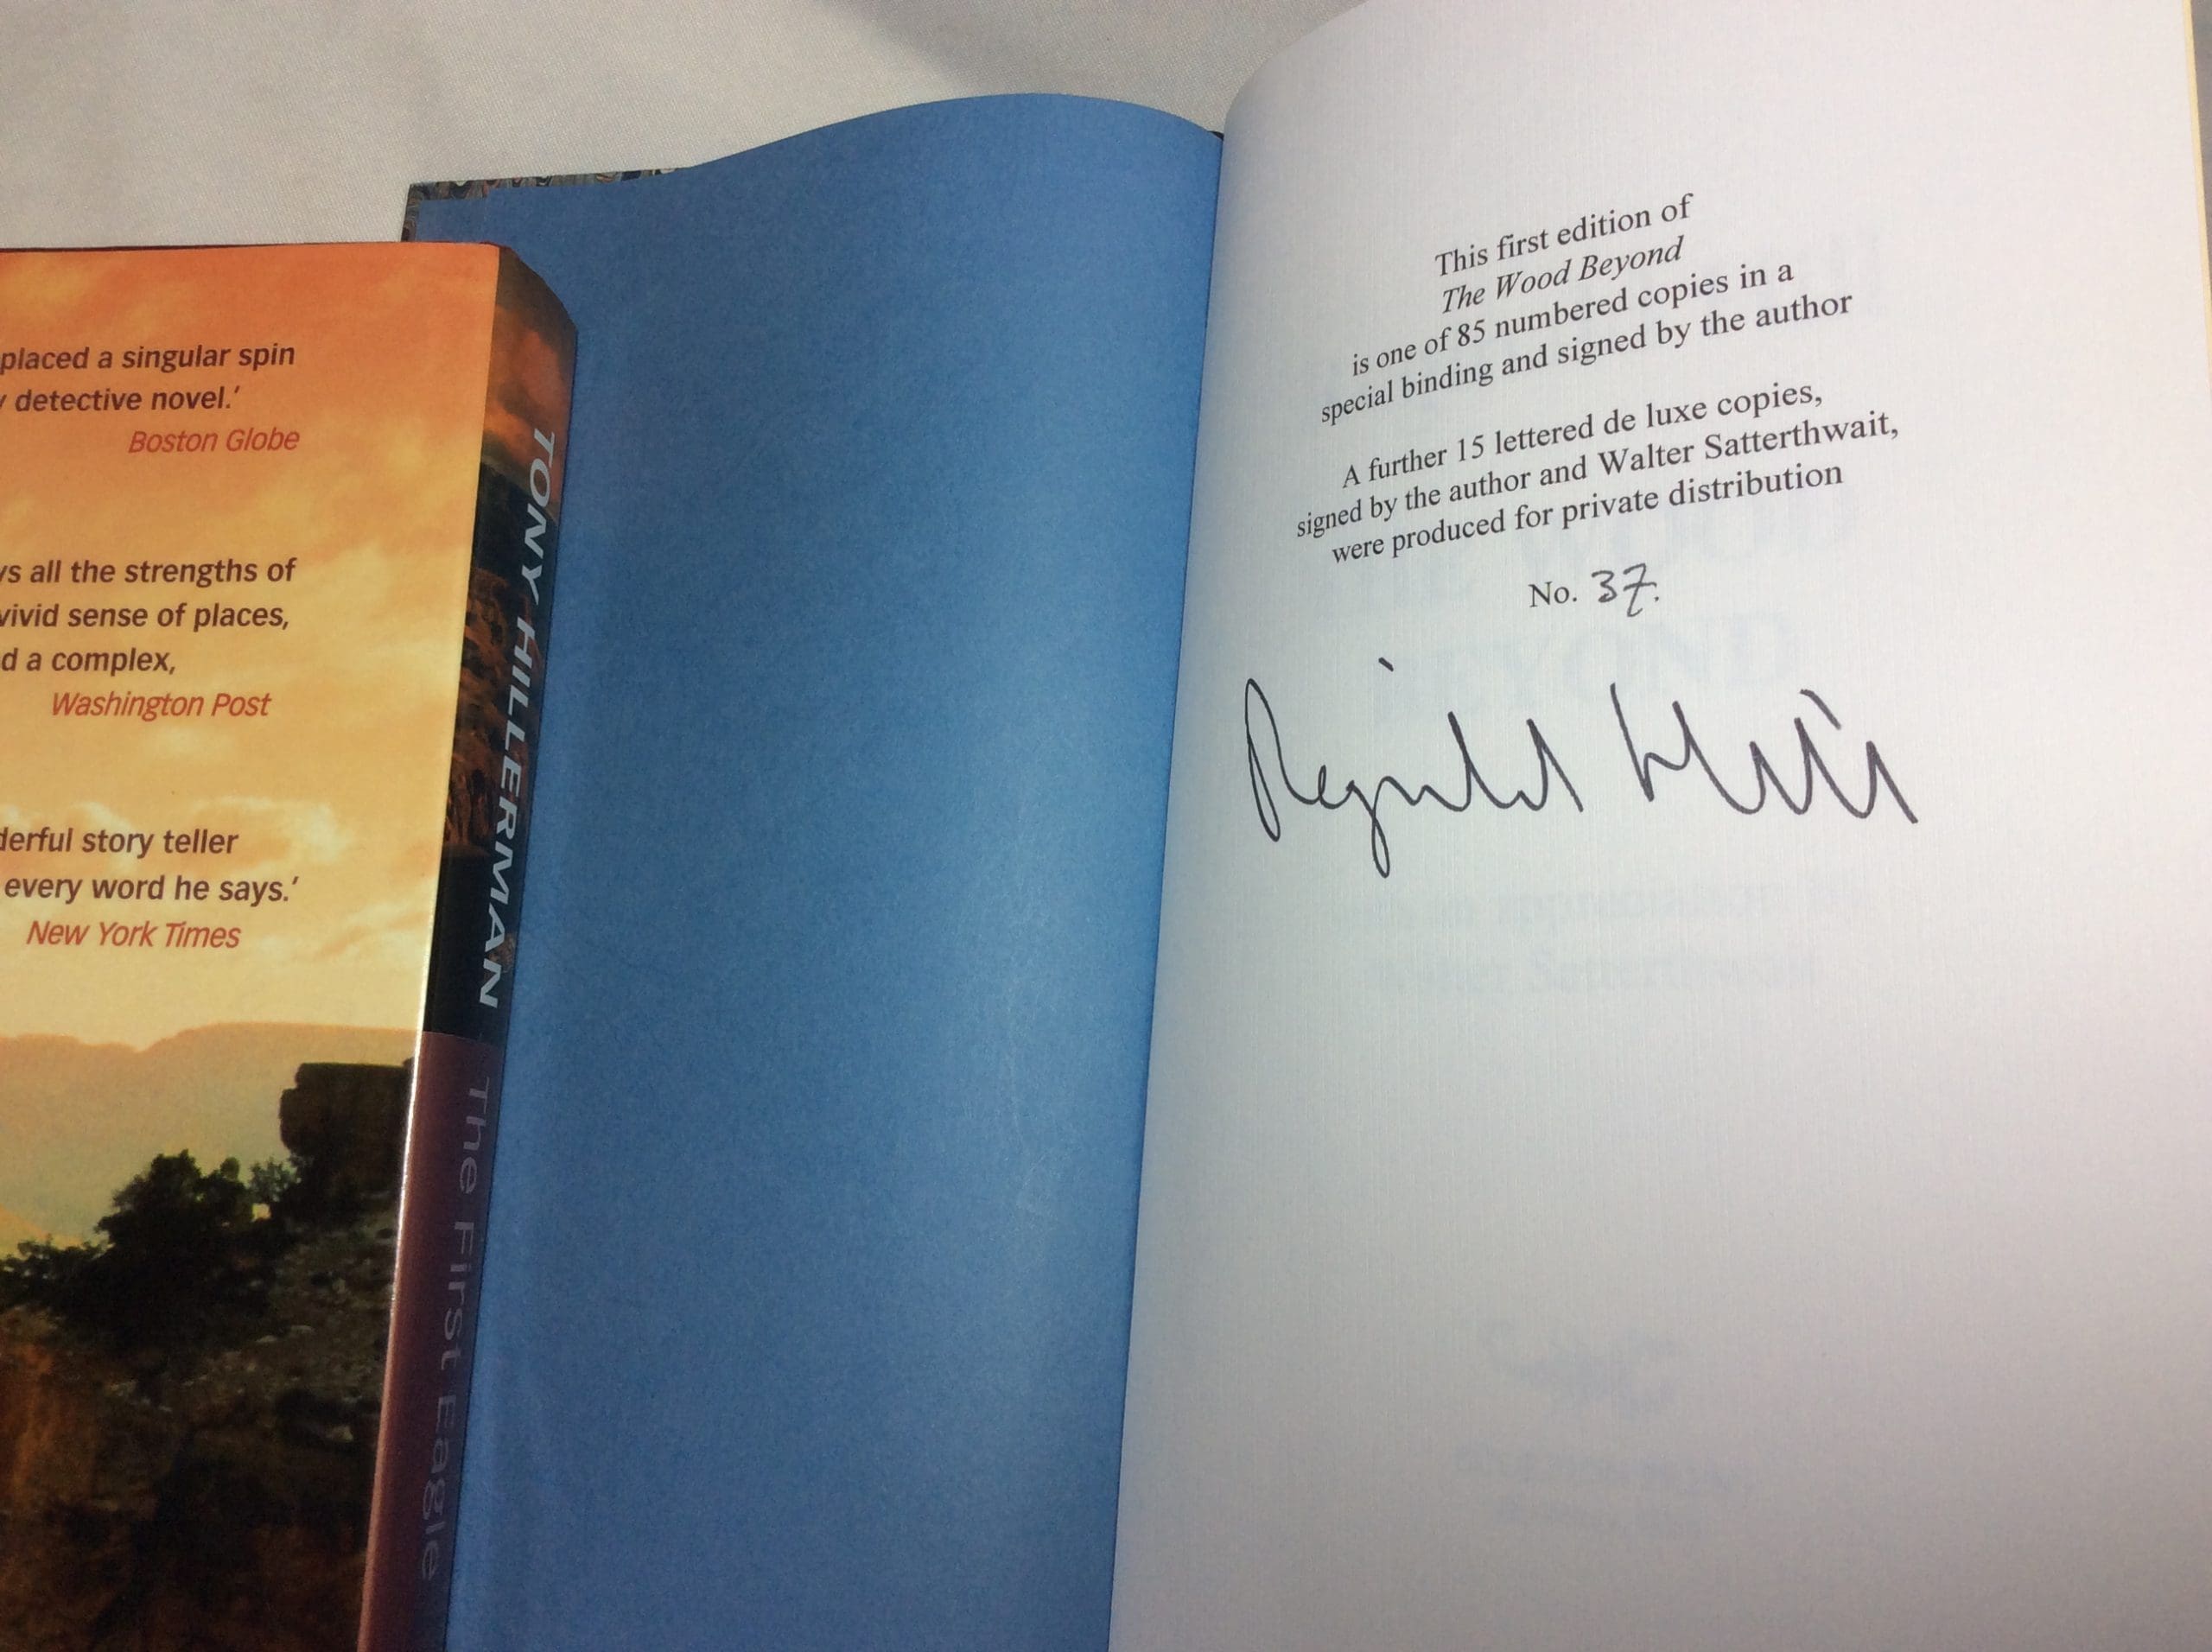 placed a singular spin
detective novel.’
Boston Globe
all the strengths of
vivid sense of places,
a complex,
Washington Post
story teller
every word he says.’
New York Times
TONY HILLERMAN The First Eagle
This first edition of
The Wood Beyond
is one of 85 numbered copies in a
special binding and signed by the author
A further 15 lettered de luxe copies,
signed by the author and Walter Satterthwait,
were produced for private distribution
No. 37.
Reginald Hill
BEYOND